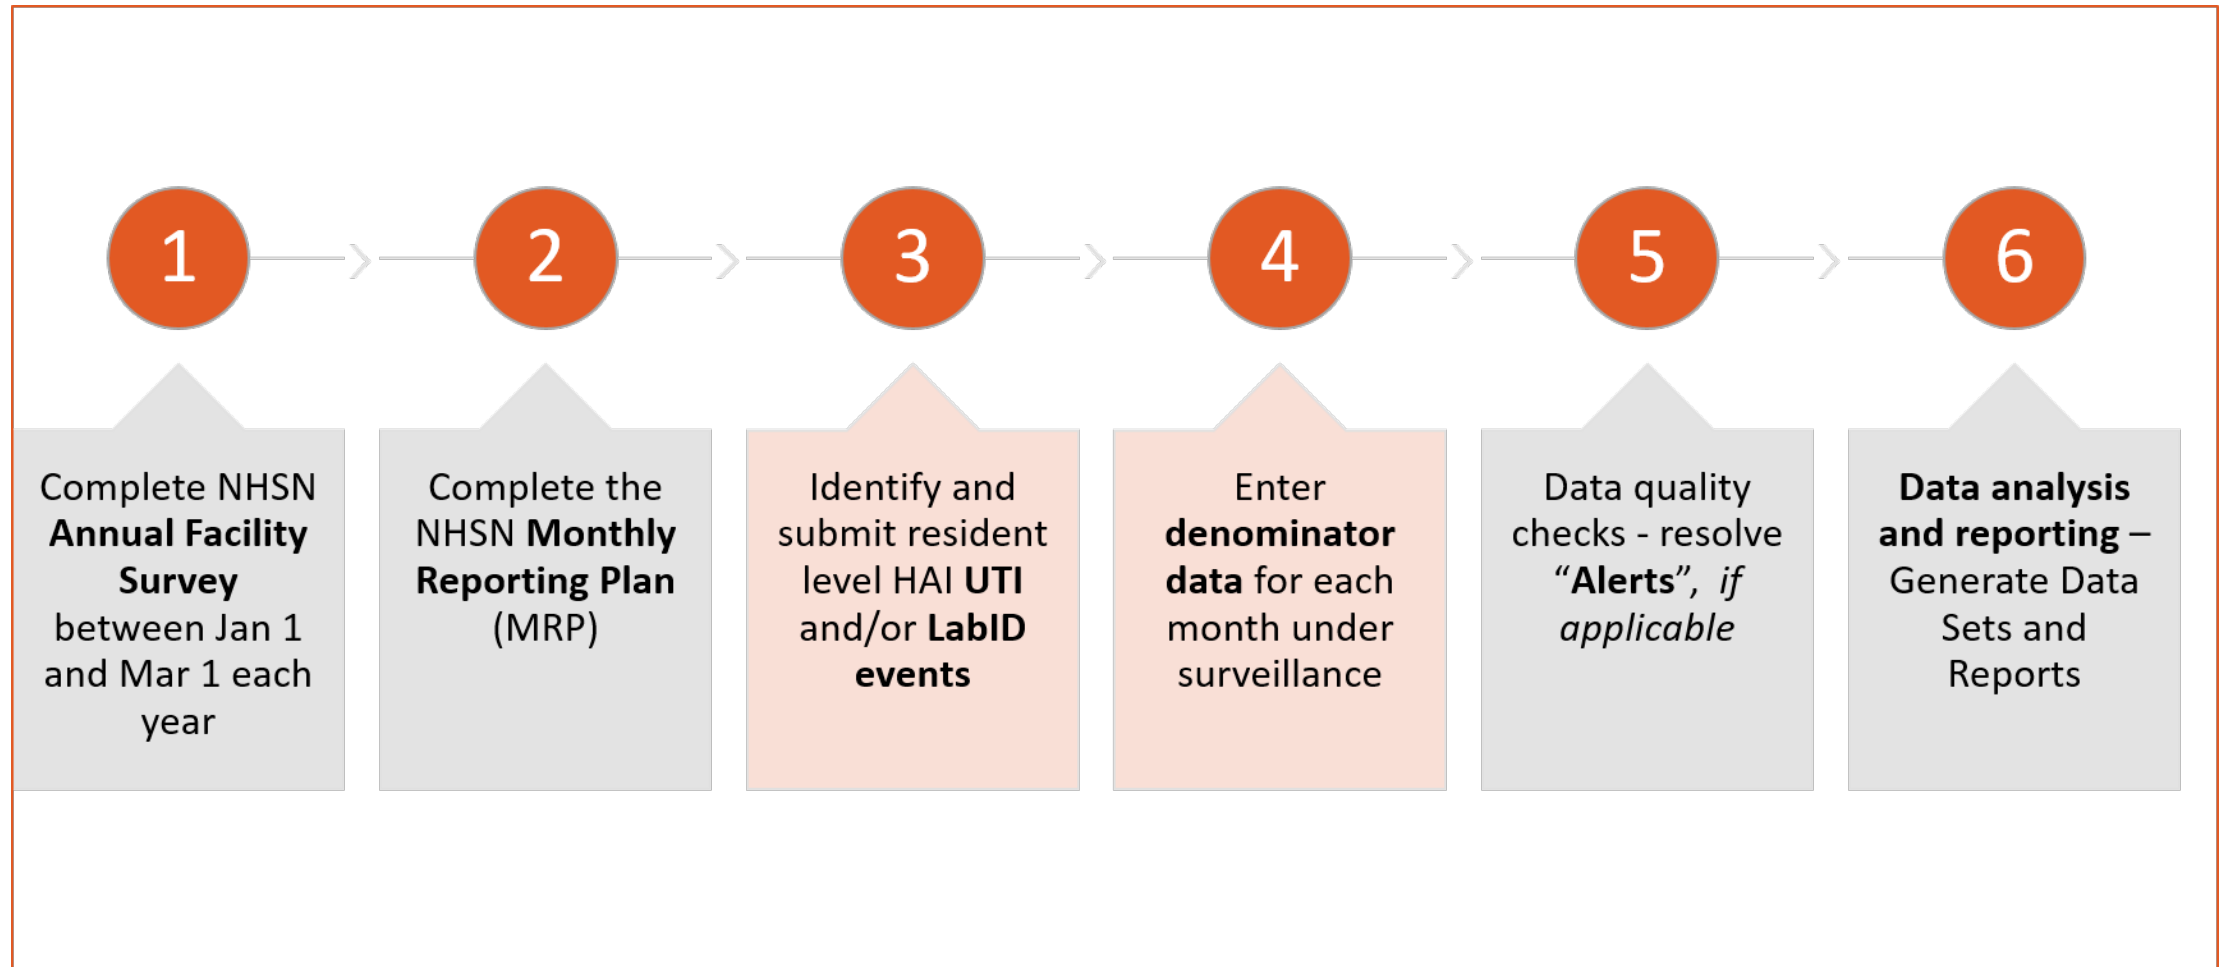 1
2
3
4
5
6
Complete NHSN
Annual Facility
Survey
between Jan 1
and Mar 1 each
year
Complete the
NHSN Monthly
Reporting Plan
(MRP)
Identify and
submit resident
level HAI UTI
and/or LabID
events
Enter
denominator
data for each
month under
surveillance
Data quality
checks - resolve
“Alerts”, if
applicable
Data analysis
and reporting –
Generate Data
Sets and
Reports